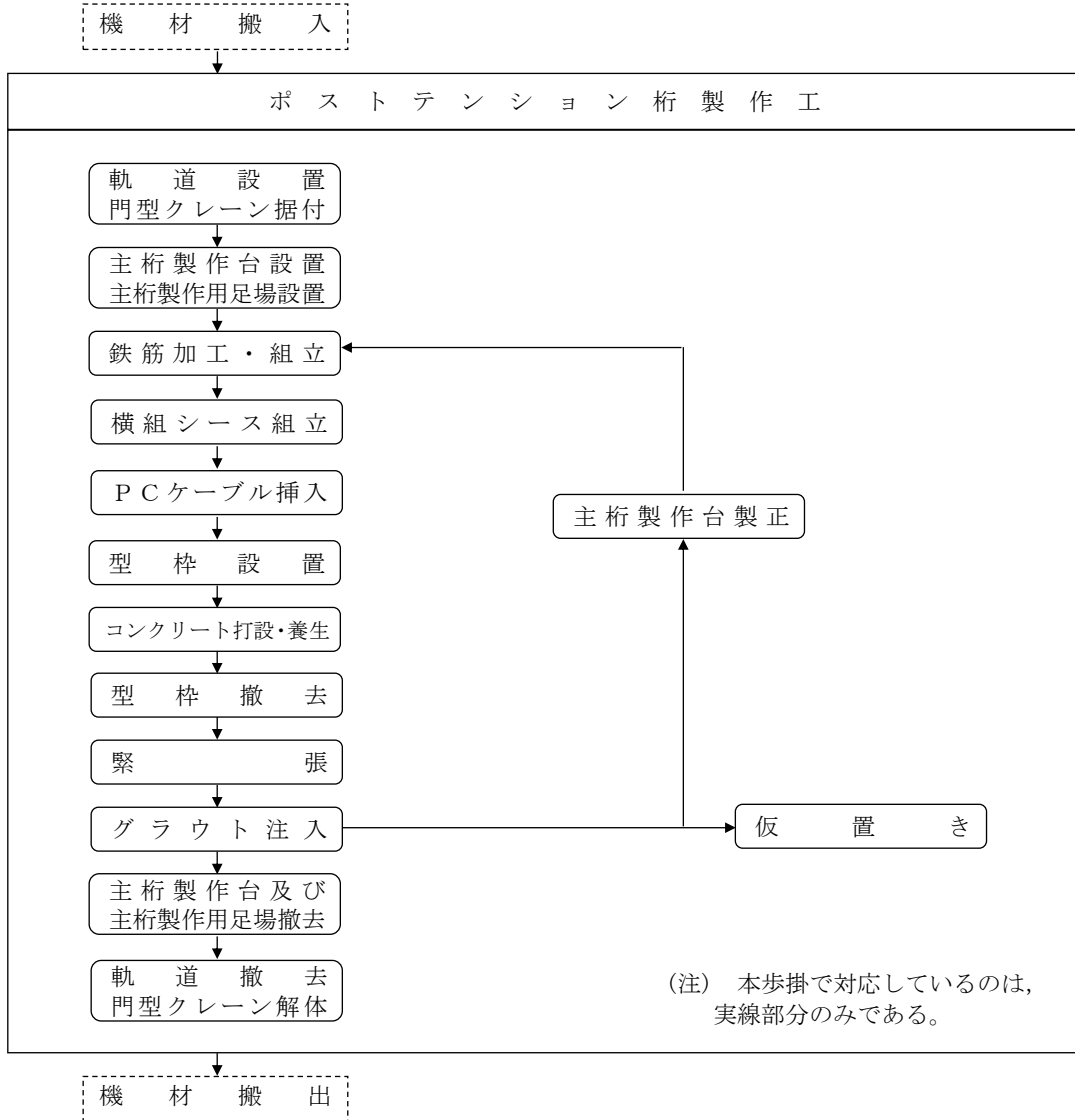 機材搬入
ポストテンション桁製作工
軌道設置
門型クレーン据付
主桁製作台設置
主桁製作用足場設置
鉄筋加工・組立
横組シース組立
ＰＣケーブル挿入
型枠設置
コンクリート打設・養生
型枠撤去
緊張
グラウト注入
主桁製作台及び
主桁製作用足場撤去
軌道撤去
門型クレーン解体
主桁製作台製正
仮置き
（注）　本歩掛で対応しているのは，
実線部分のみである。
機材搬出